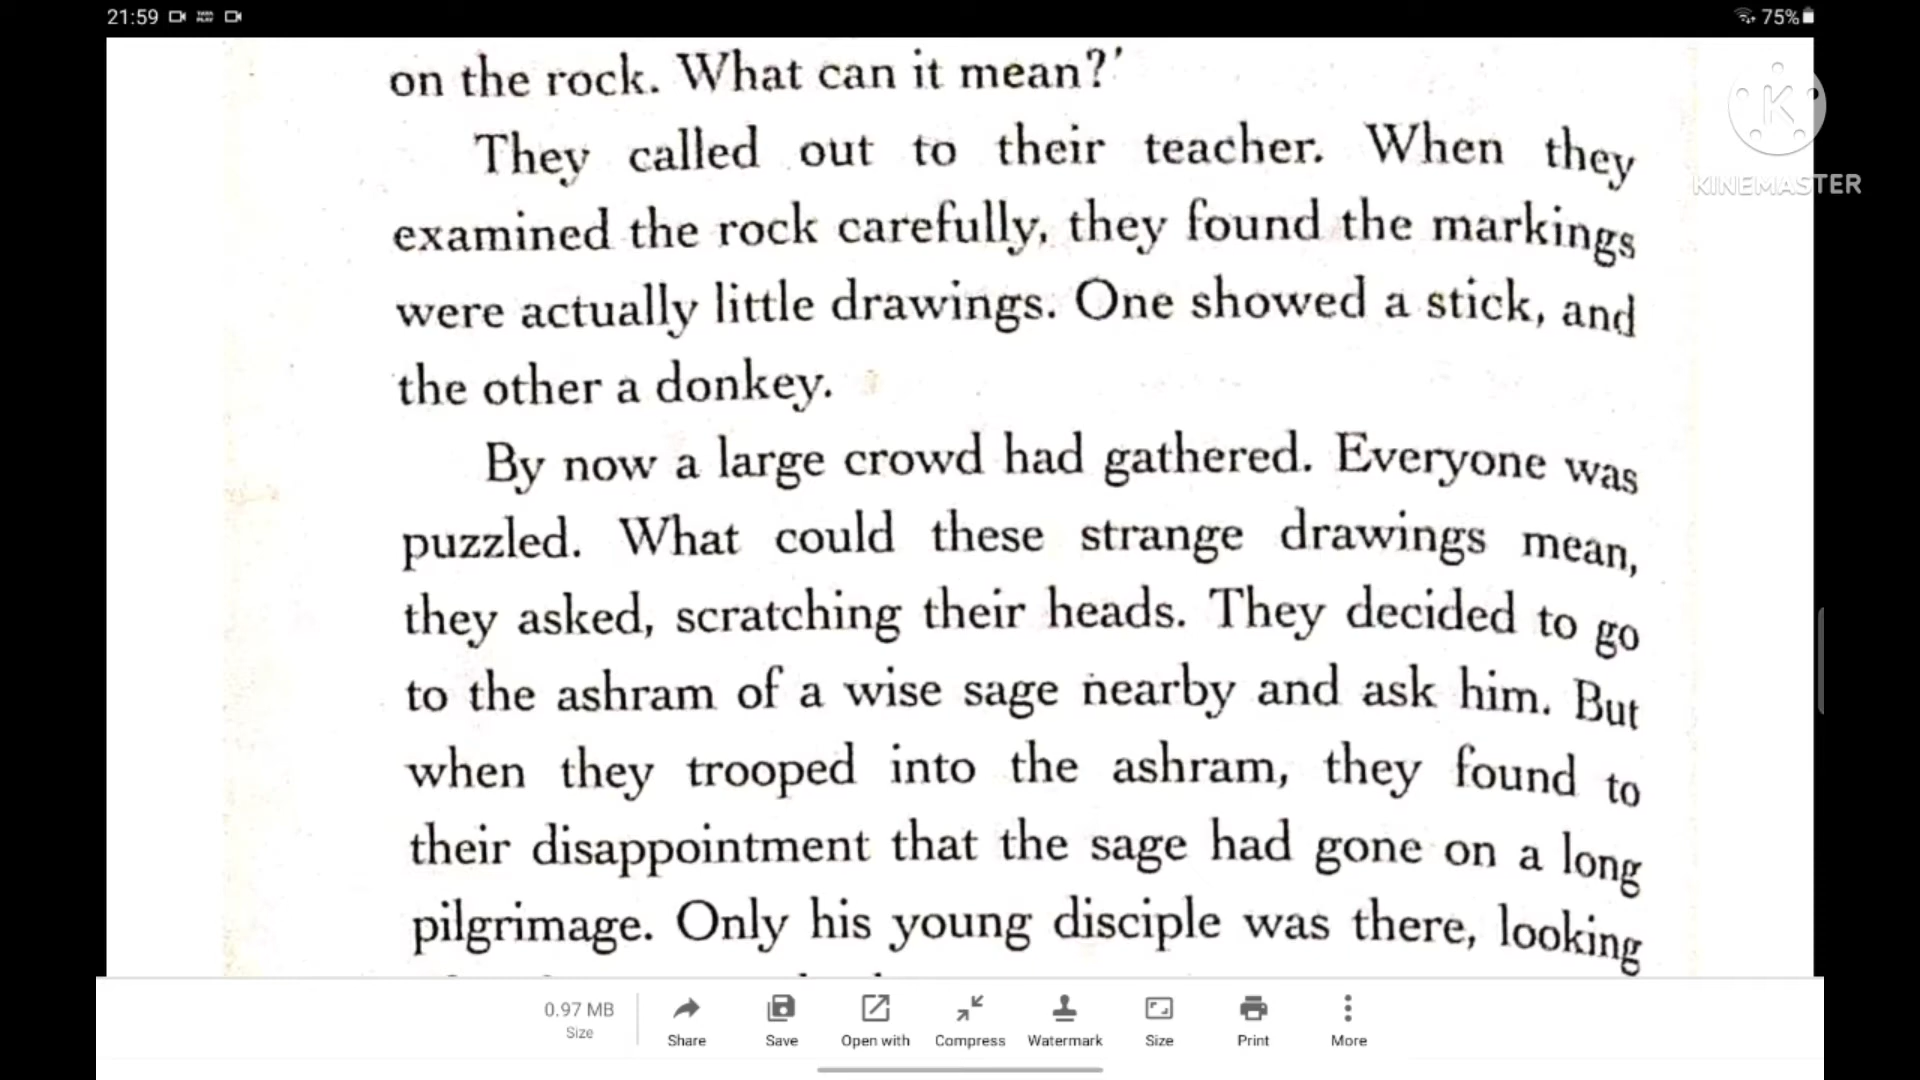 21:59
75%
K
KINEMASTER
on the rock. What can it mean?'
They called out to their teacher. When they
examined the rock carefully, they found the markings
were actually little drawings. One showed a stick, and
the other a donkey.
By now a large crowd had gathered. Everyone was
puzzled. What could these strange drawings mean,
they asked, scratching their heads. They decided to go
to the ashram of a wise sage nearby and ask him. But
when they trooped into the ashram, they found to
their disappointment that the sage had gone on a long
pilgrimage. Only his young disciple was there, looking
0.97 MB
Size
Share
Save
Open with
Compress
Watermark
Size
Print
More